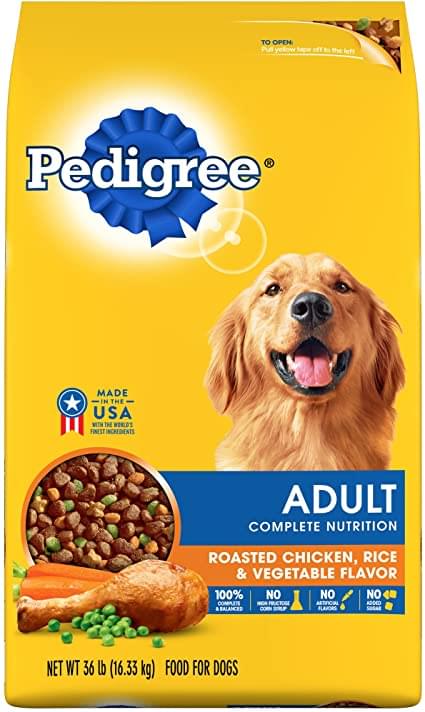 TO OPEN:
Pull yellow tape off to the left
Pedigree®
MADE
IN THE
USA
WITH THE WORLD'S
FINEST INGREDIENTS
ADULT
COMPLETE NUTRITION
ROASTED CHICKEN, RICE
& VEGETABLE FLAVOR
100%
COMPLETE
& BALANCED
NO
HIGH FRUCTOSE
CORN SYRUP
NO
ARTIFICIAL
FLAVORS
NO
ADDED
SUGAR
NET WT 36 lb (16.33 kg) FOOD FOR DOGS